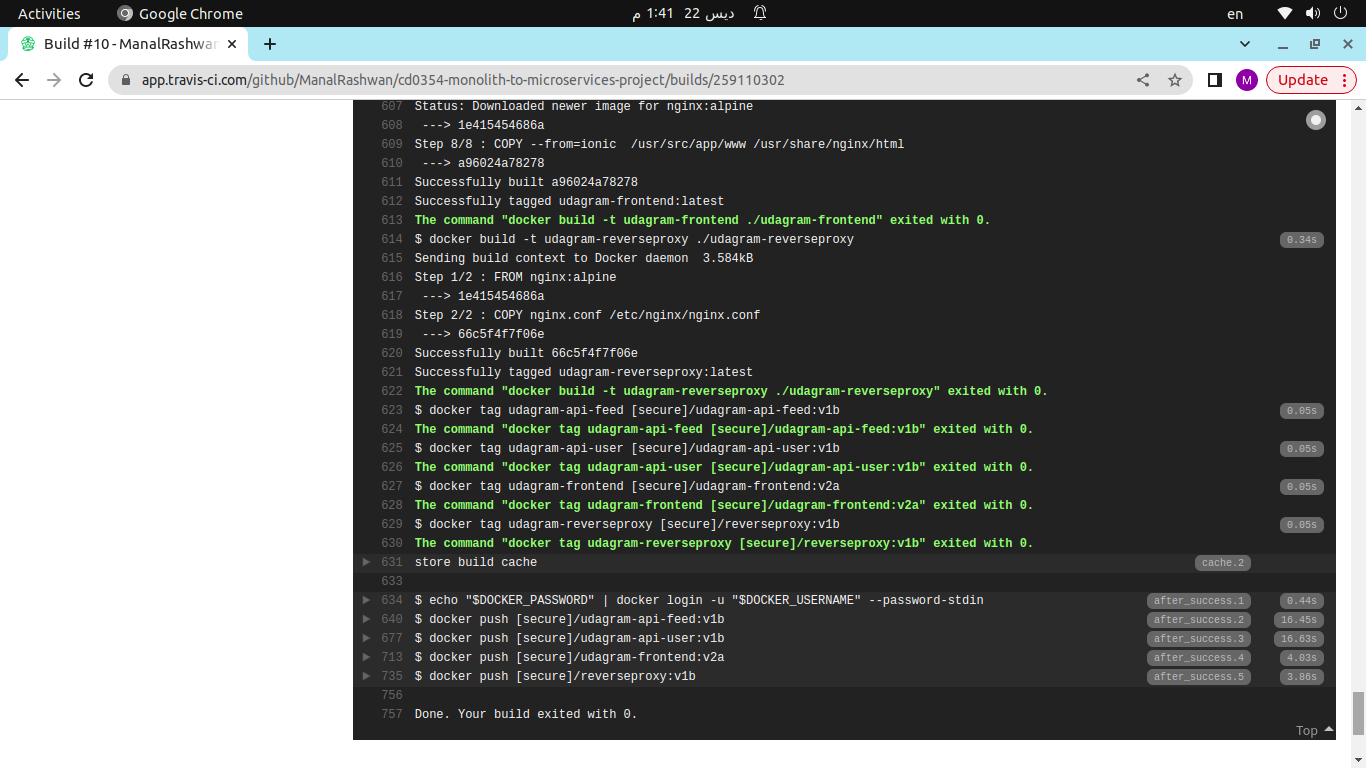 Activities
Google Chrome
ديس 22 1:41 م
en
Build #10 - ManalRashwan
app.travis-ci.com/github/ManalRashwan/cd0354-monolith-to-microservices-project/builds/259110302
M
Update
607 Status: Downloaded newer image for nginx:alpine
608 ---> 1e415454686a
609 Step 8/8 : COPY --from=ionic  /usr/src/app/www /usr/share/nginx/html
610 ---> a96024a78278
611 Successfully built a96024a78278
612 Successfully tagged udagram-frontend:latest
613 The command "docker build -t udagram-frontend ./udagram-frontend" exited with 0.
614 $ docker build -t udagram-reverseproxy ./udagram-reverseproxy 0.34s
615 Sending build context to Docker daemon  3.584kB
616 Step 1/2 : FROM nginx:alpine
617 ---> 1e415454686a
618 Step 2/2 : COPY nginx.conf /etc/nginx/nginx.conf
619 ---> 66c5f4f7f06e
620 Successfully built 66c5f4f7f06e
621 Successfully tagged udagram-reverseproxy:latest
622 The command "docker build -t udagram-reverseproxy ./udagram-reverseproxy" exited with 0.
623 $ docker tag udagram-api-feed [secure]/udagram-api-feed:v1b 0.05s
624 The command "docker tag udagram-api-feed [secure]/udagram-api-feed:v1b" exited with 0.
625 $ docker tag udagram-api-user [secure]/udagram-api-user:v1b 0.05s
626 The command "docker tag udagram-api-user [secure]/udagram-api-user:v1b" exited with 0.
627 $ docker tag udagram-frontend [secure]/udagram-frontend:v2a 0.05s
628 The command "docker tag udagram-frontend [secure]/udagram-frontend:v2a" exited with 0.
629 $ docker tag udagram-reverseproxy [secure]/reverseproxy:v1b 0.05s
630 The command "docker tag udagram-reverseproxy [secure]/reverseproxy:v1b" exited with 0.
631 store build cache cache.2
633
634 $ echo "$DOCKER_PASSWORD" | docker login -u "$DOCKER_USERNAME" --password-stdin after_success.1 0.44s
640 $ docker push [secure]/udagram-api-feed:v1b after_success.2 16.45s
677 $ docker push [secure]/udagram-api-user:v1b after_success.3 16.63s
713 $ docker push [secure]/udagram-frontend:v2a after_success.4 4.03s
735 $ docker push [secure]/reverseproxy:v1b after_success.5 3.86s
756
757 Done. Your build exited with 0.
Top